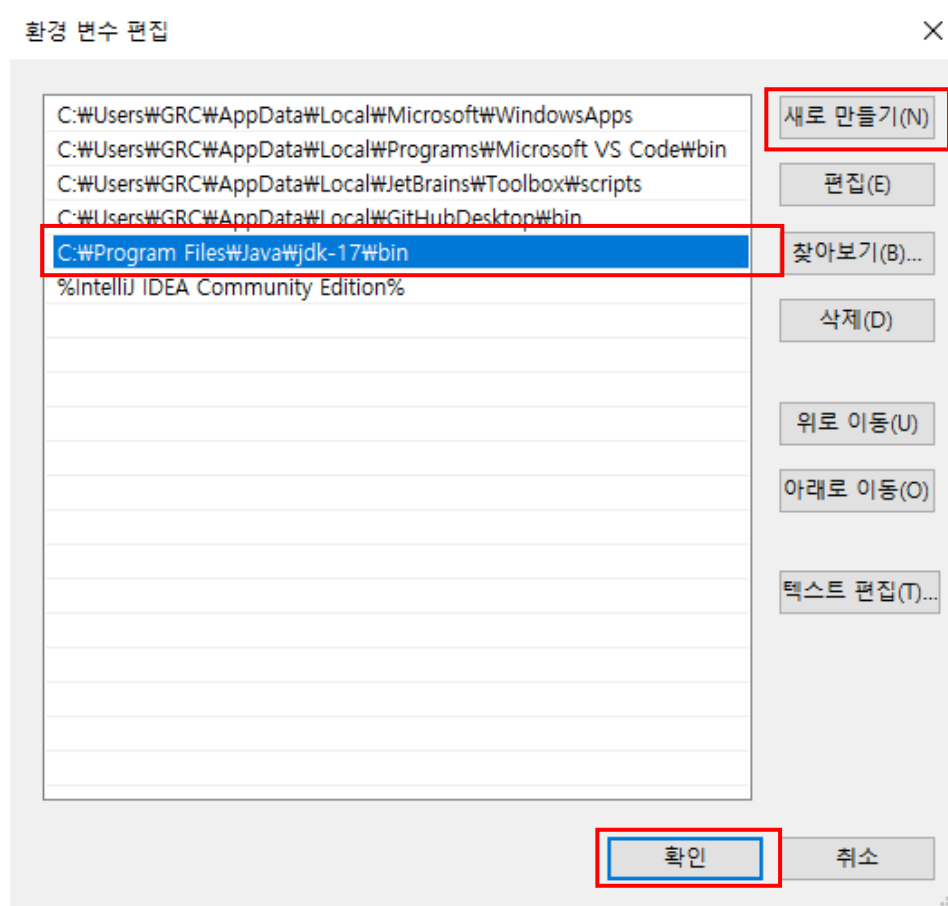 환경 변수 편집
C:₩Users₩GRC₩AppData₩Local₩Microsoft₩WindowsApps
C:₩Users₩GRC₩AppData₩Local₩Programs₩Microsoft VS Code₩bin
C:₩Users₩GRC₩AppData₩Local₩JetBrains₩Toolbox₩scripts
C:₩Users₩GRC₩AppData₩Local₩GitHubDesktop₩bin
C:₩Program Files₩Java₩jdk-17₩bin
%IntelliJ IDEA Community Edition%
새로 만들기(N)
편집(E)
찾아보기(B)...
삭제(D)
위로 이동(U)
아래로 이동(O)
텍스트 편집(T)...
확인
취소